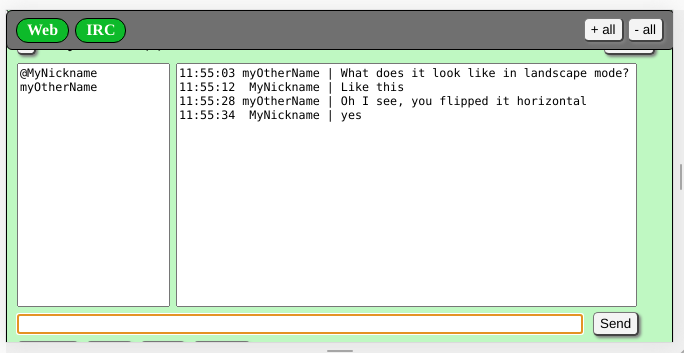 Web IRC + all - all
@MyNickname
myOtherName
11:55:03 myOtherName | What does it look like in landscape mode?
11:55:12  MyNickname | Like this
11:55:28 myOtherName | Oh I see, you flipped it horizontal
11:55:34  MyNickname | yes
Send